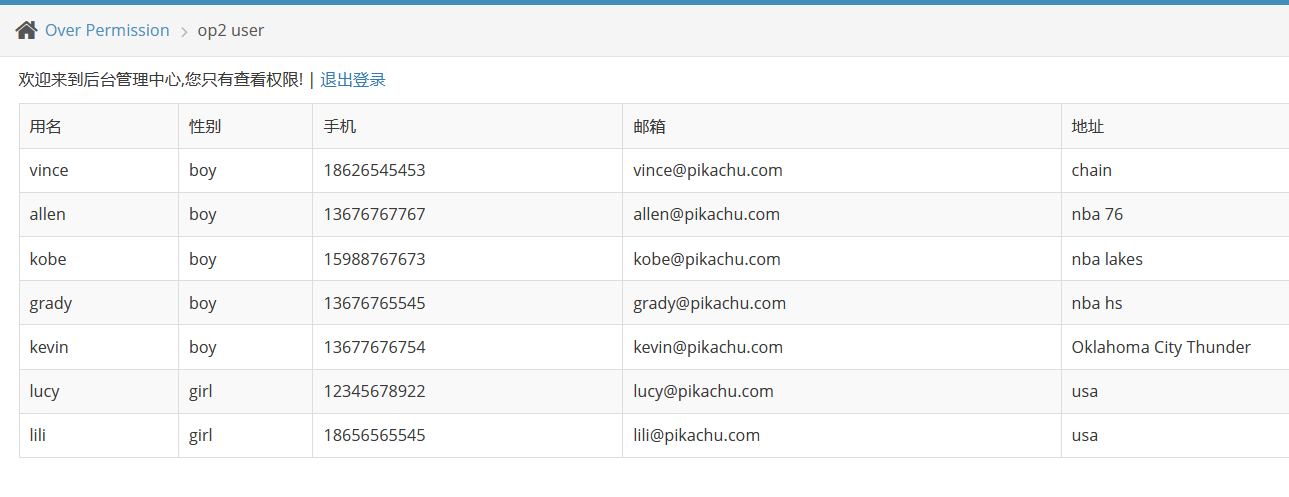 Over Permission > op2 user
欢迎来到后台管理中心,您只有查看权限! | 退出登录
用名 性别 手机 邮箱 地址
vince boy 18626545453 vince@pikachu.com chain
allen boy 13676767767 allen@pikachu.com nba 76
kobe boy 15988767673 kobe@pikachu.com nba lakes
grady boy 13676765545 grady@pikachu.com nba hs
kevin boy 13677676754 kevin@pikachu.com Oklahoma City Thunder
lucy girl 12345678922 lucy@pikachu.com usa
lili girl 18656565545 lili@pikachu.com usa